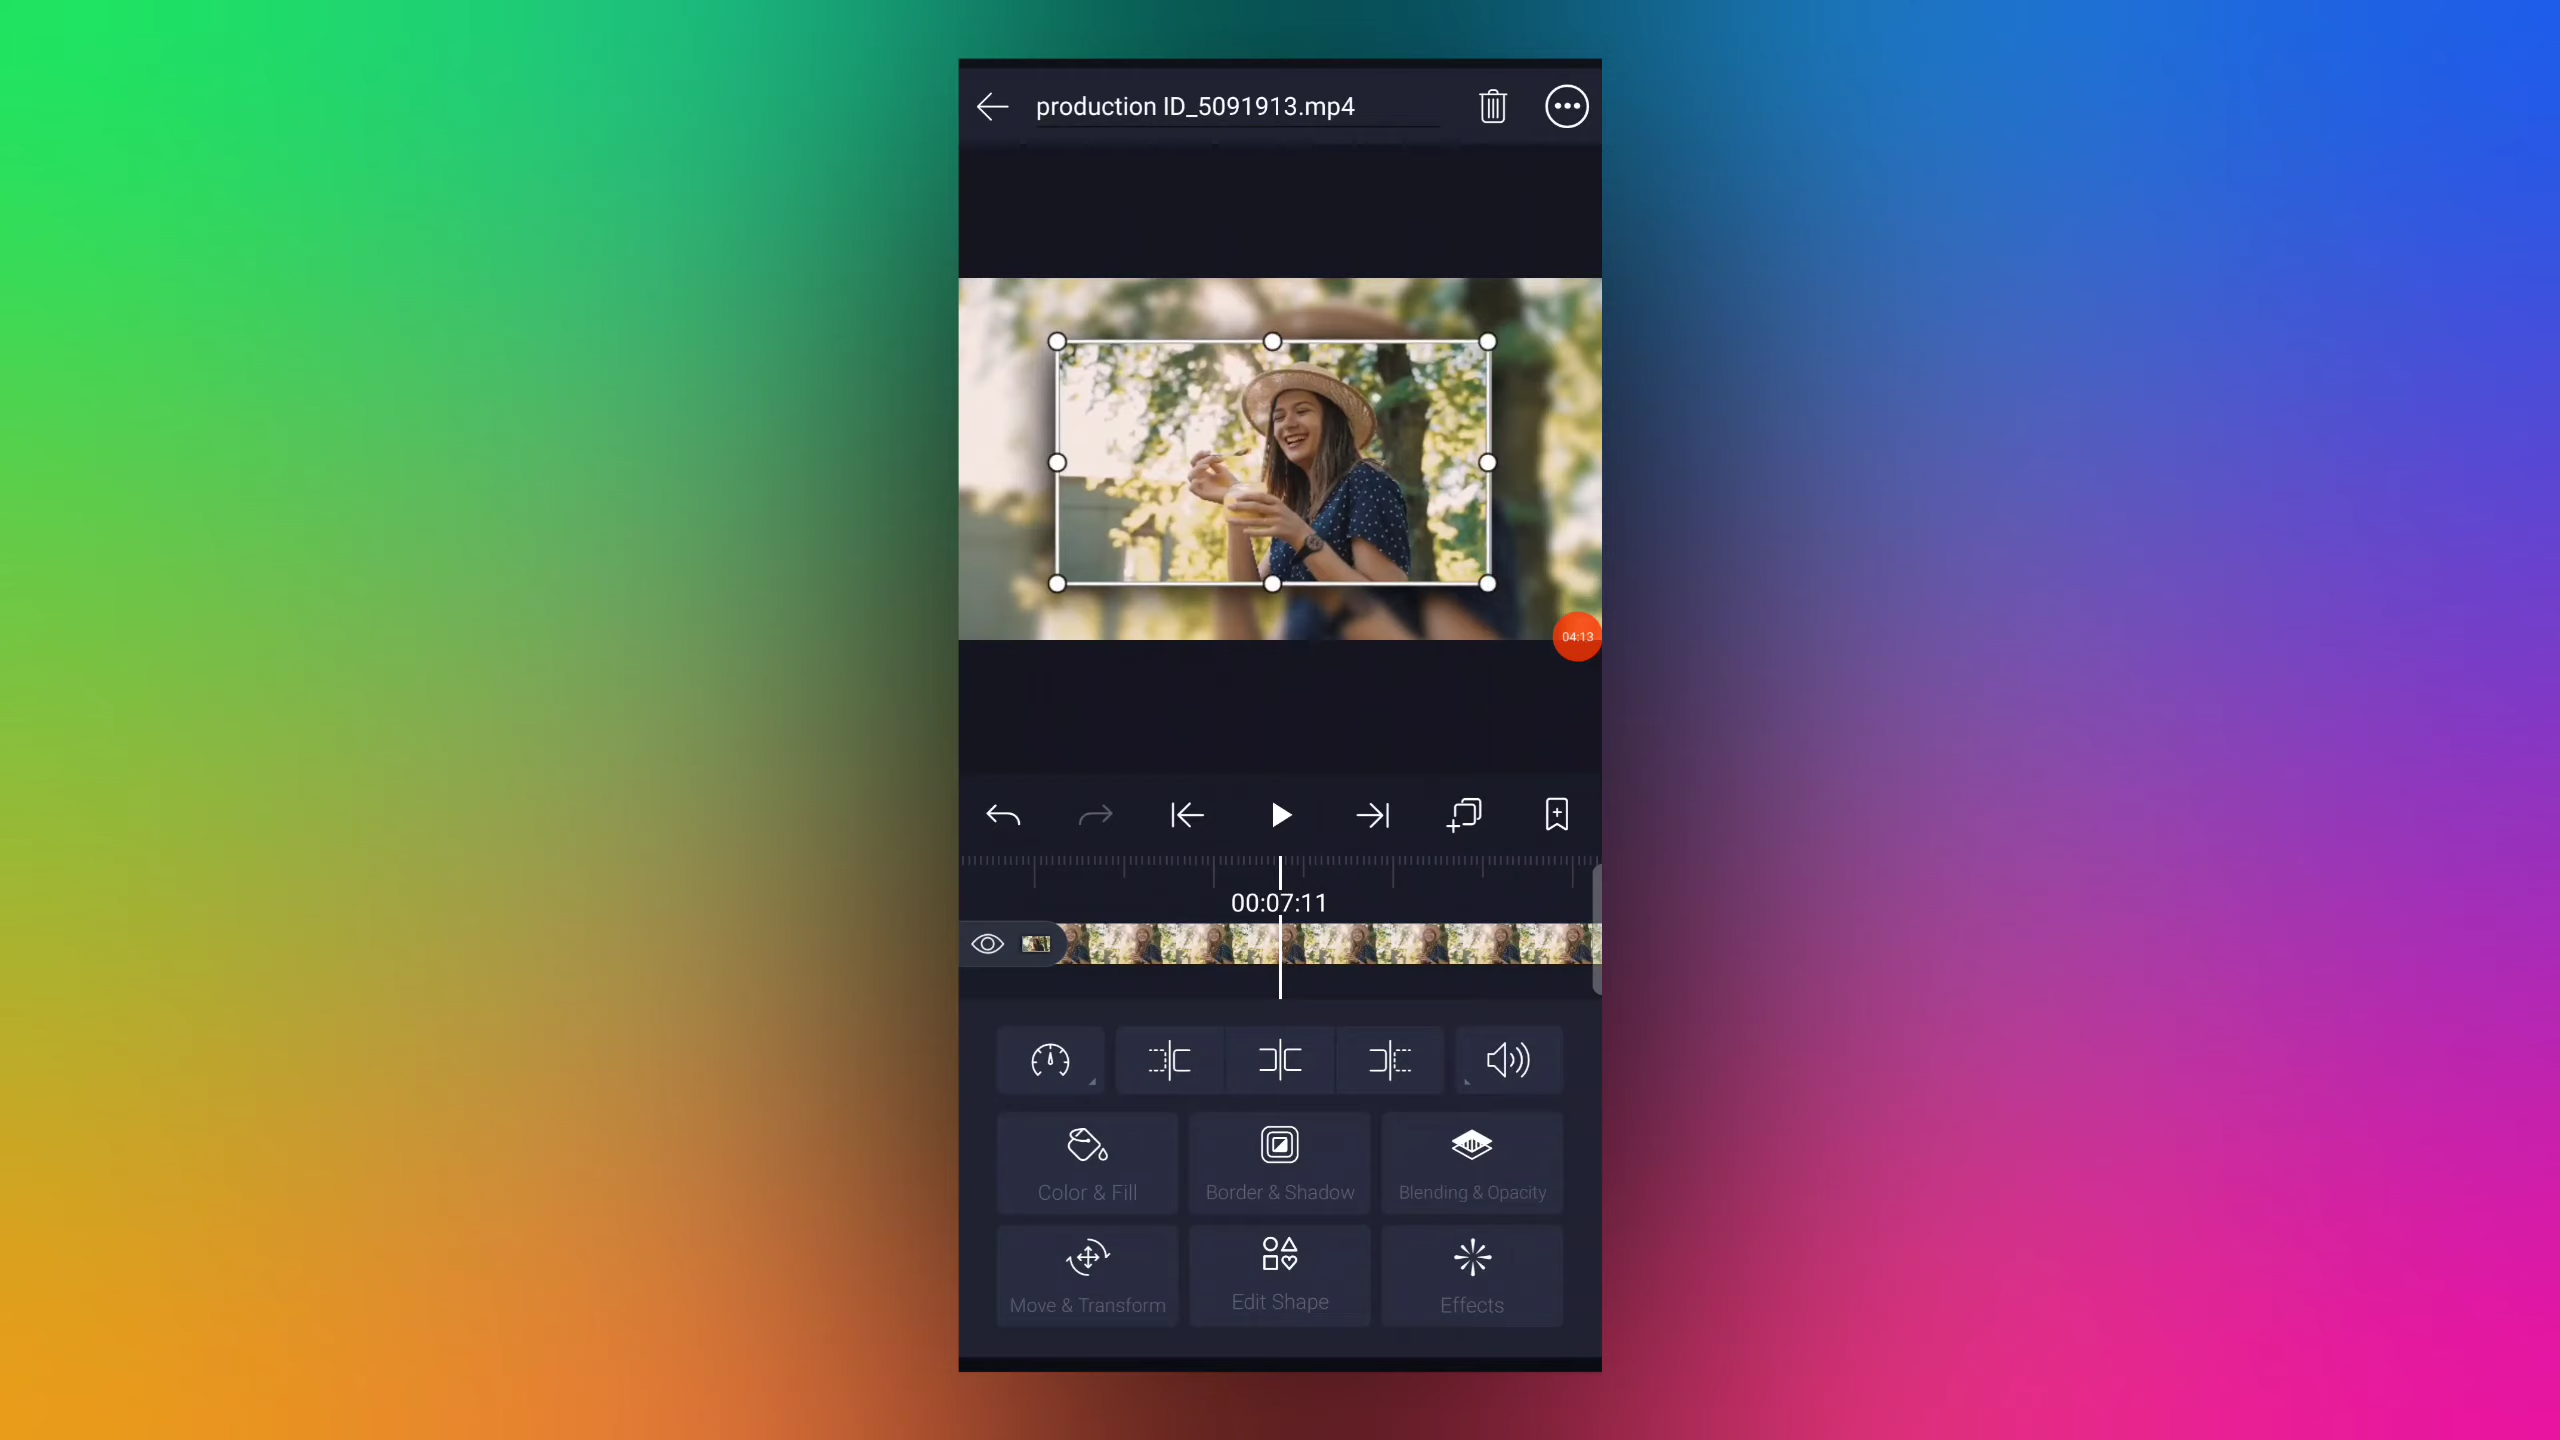 production ID_5091913.mp4
04:13
00:07:11
Color & Fill
Border & Shadow
Blending & Opacity
Move & Transform
Edit Shape
Effects